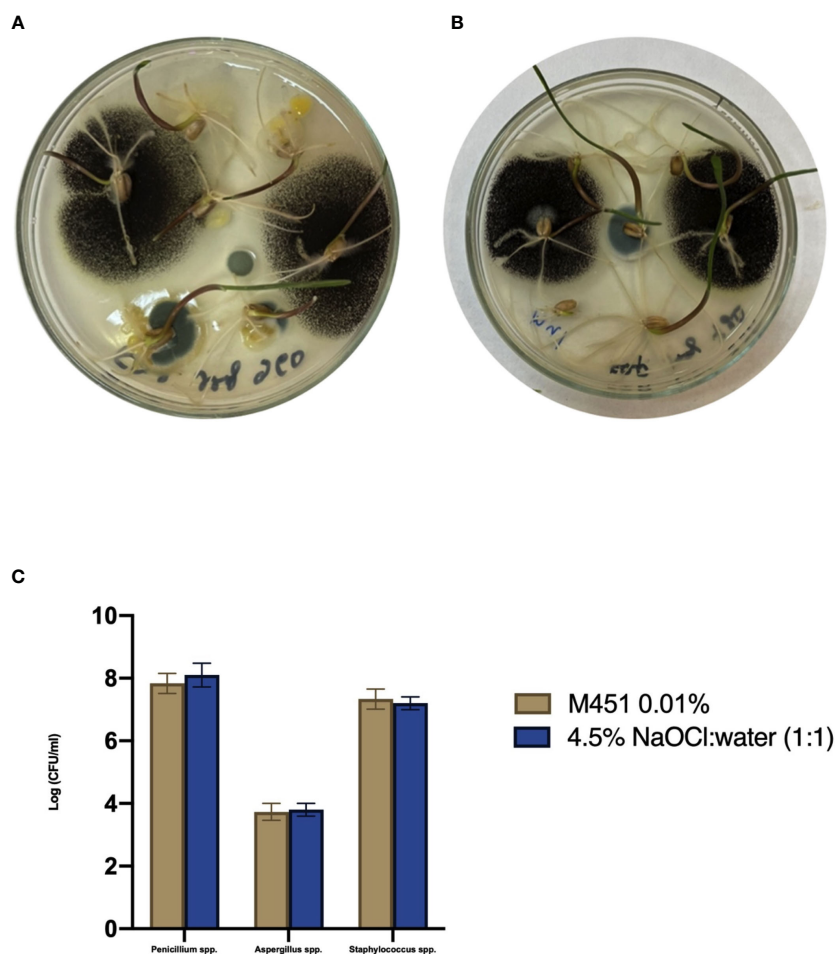 A
B
C
10
8
6
4
2
0
Log (CFU/ml)
Penicillium spp.
Aspergillus spp.
Staphylococcus spp.
M451 0.01%
4.5% NaOCl:water (1:1)